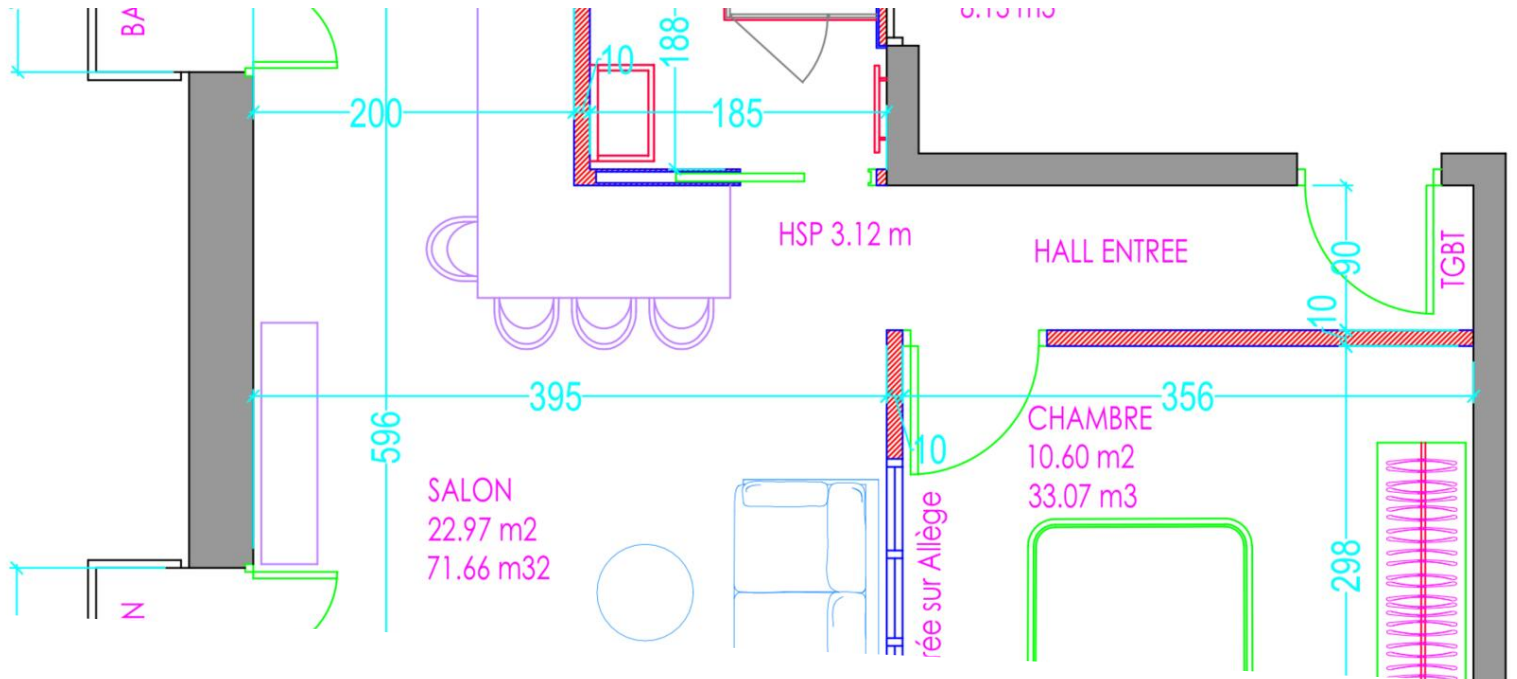 BA
188
10
200
185
HSP 3.12 m
HALL ENTREE
90
TGBT
10
395
356
596
CHAMBRE
10.60 m2
33.07 m3
10
SALON
22.97 m2
71.66 m32
rée sur Allège
298
N